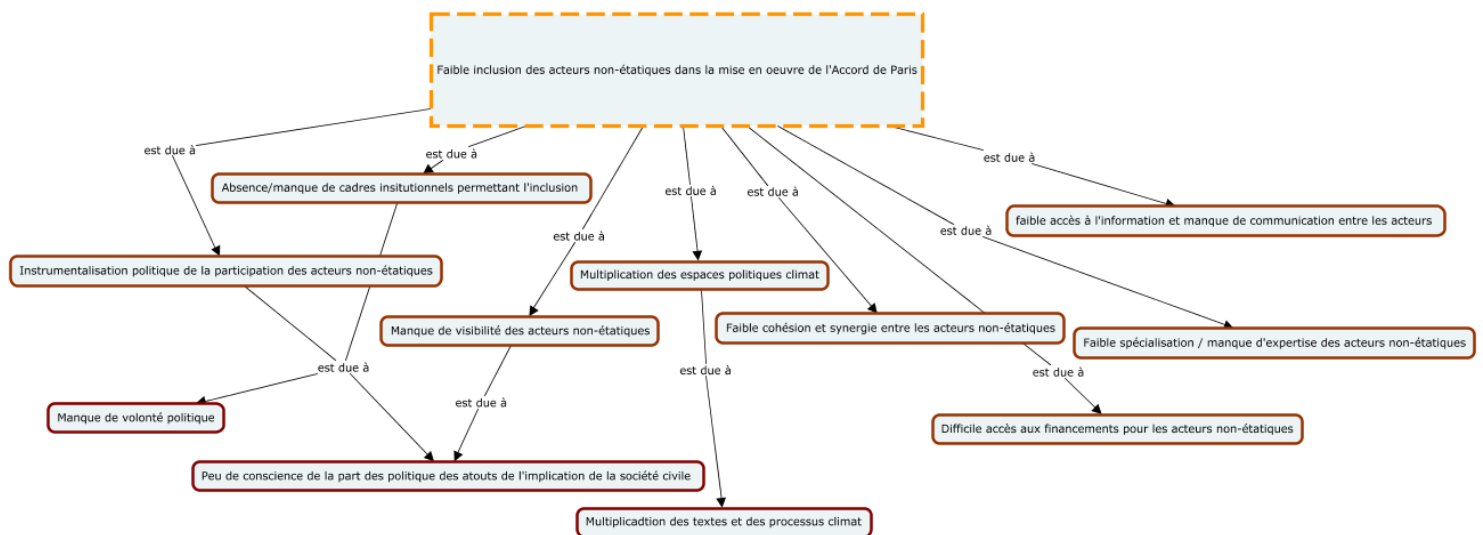 Faible inclusion des acteurs non-étatiques dans la mise en oeuvre de l'Accord de Paris
est due à
est due à
est due à
Absence/manque de cadres insitutionnels permettant l'inclusion
est due à
est due à
faible accès à l'information et manque de communication entre les acteurs
est due à
est due à
Instrumentalisation politique de la participation des acteurs non-étatiques
Multiplication des espaces politiques climat
Manque de visibilité des acteurs non-étatiques
Faible cohésion et synergie entre les acteurs non-étatiques
Faible spécialisation / manque d'expertise des acteurs non-étatiques
est due à
est due à
est due à
est due à
Manque de volonté politique
Difficile accès aux financements pour les acteurs non-étatiques
Peu de conscience de la part des politique des atouts de l'implication de la société civile
Multiplicadtion des textes et des processus climat